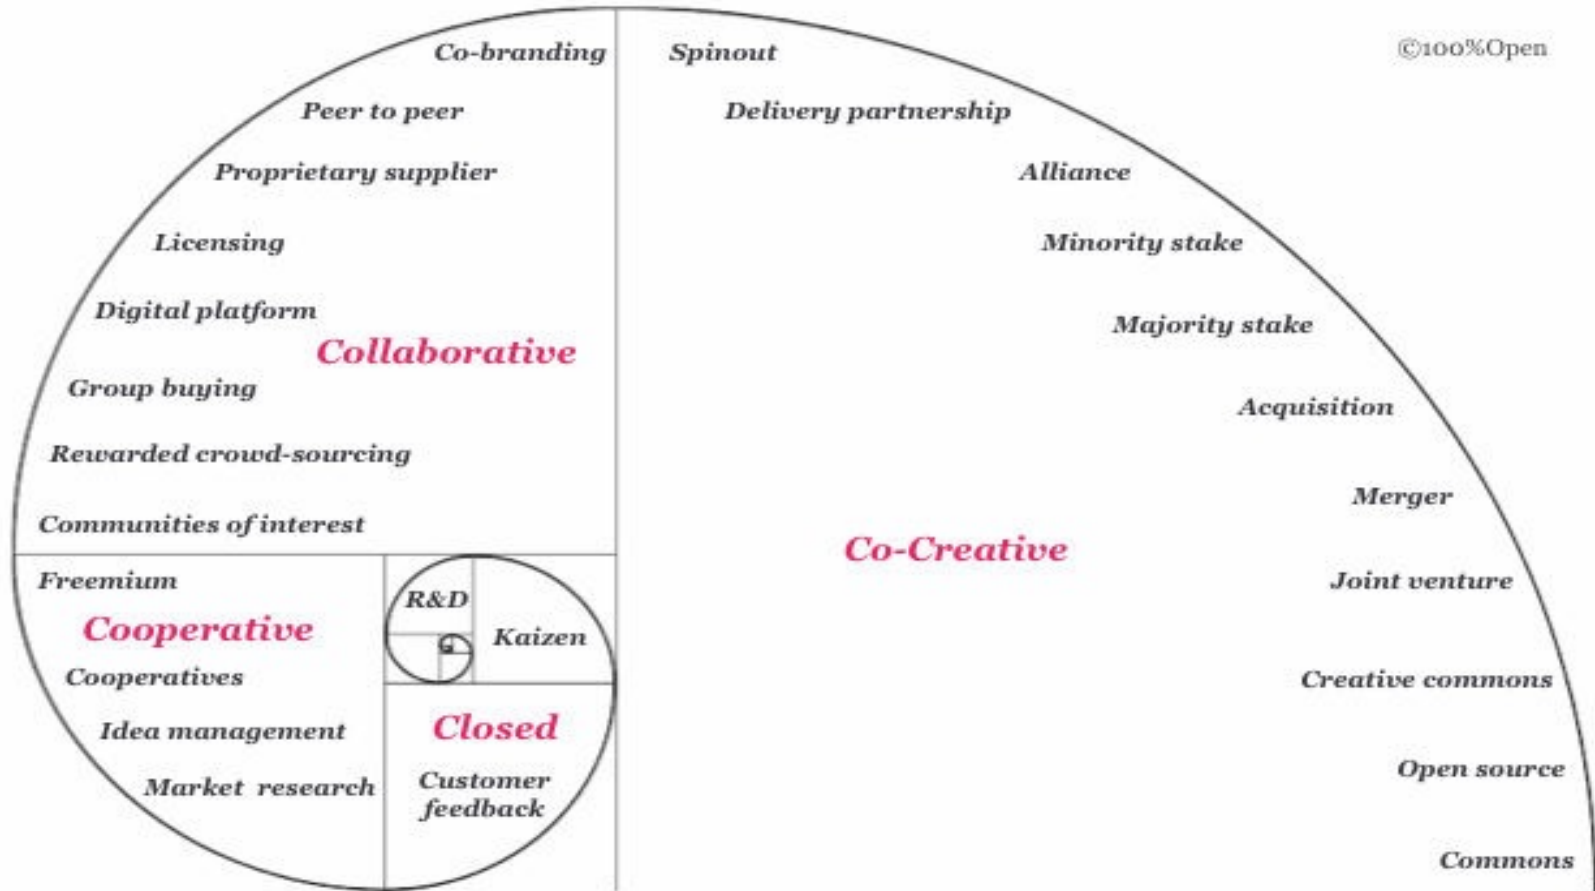 Co-branding
Spinout
©100%Open
Peer to peer
Delivery partnership
Proprietary supplier
Alliance
Licensing
Minority stake
Digital platform
Majority stake
Collaborative
Group buying
Acquisition
Rewarded crowd-sourcing
Merger
Communities of interest
Co-Creative
Freemium
Joint venture
R&D
Cooperative
Kaizen
Cooperatives
Creative commons
Closed
Idea management
Open source
Market research
Customer
feedback
Commons